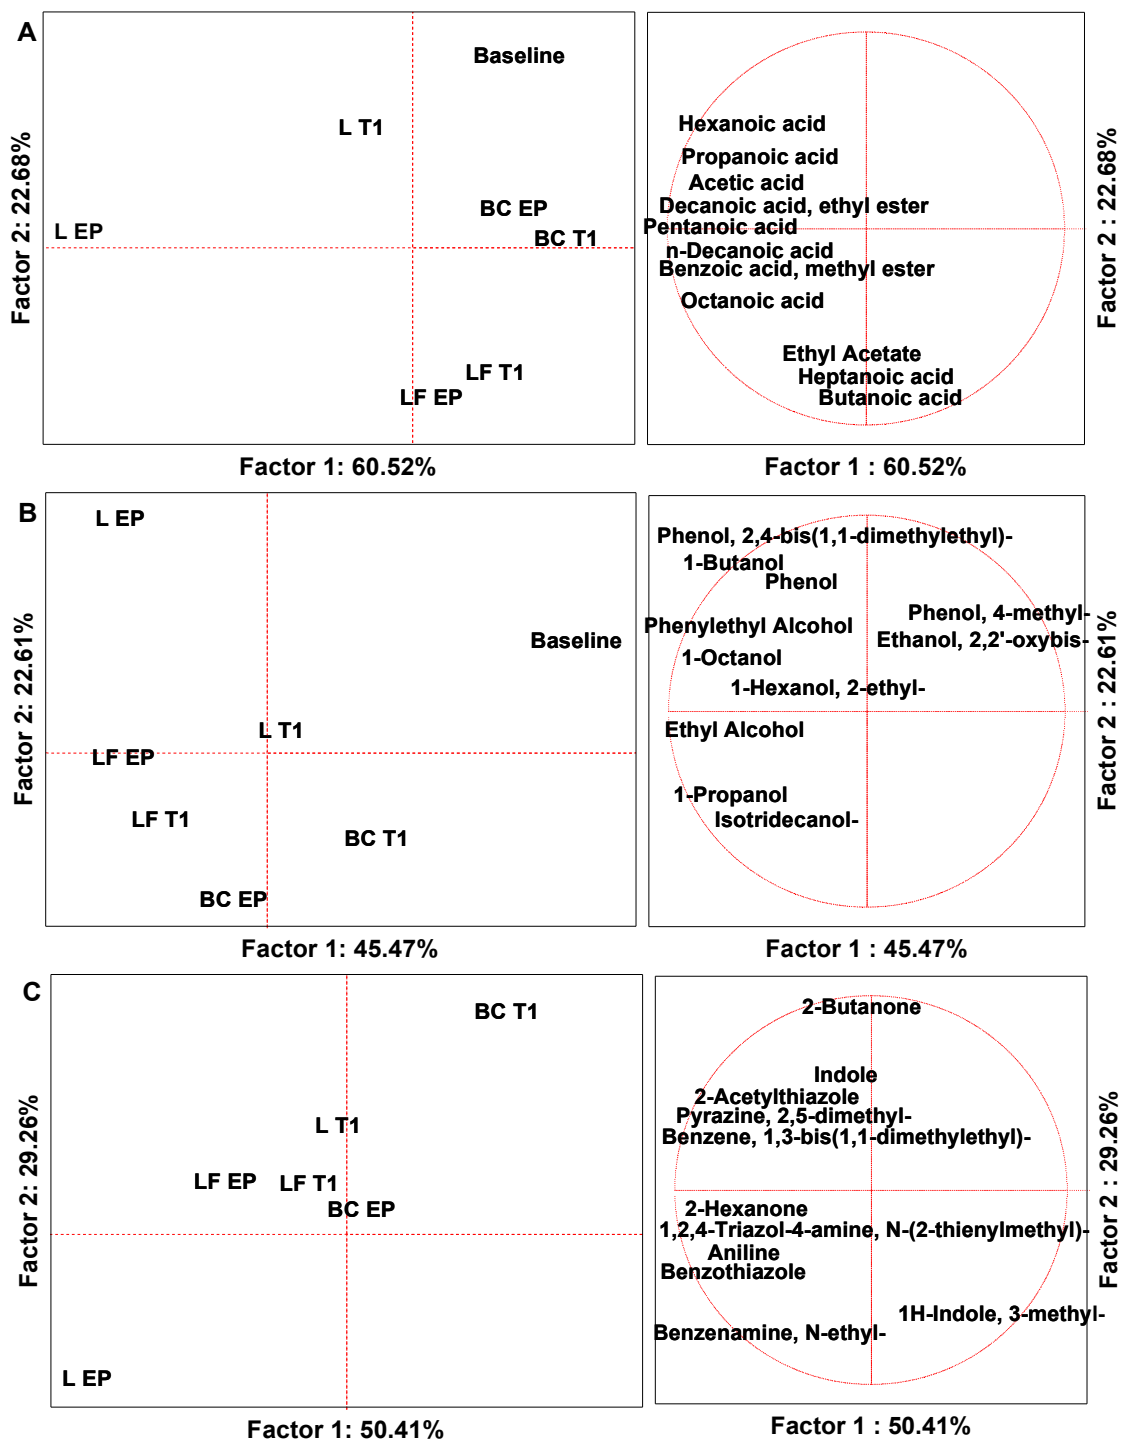 A
Baseline
L T1
BC EP
L EP
BC T1
LF T1
LF EP
Factor 2: 22.68%
Factor 1: 60.52%
Hexanoic acid
Propanoic acid
Acetic acid
Decanoic acid, ethyl ester
Pentanoic acid
n-Decanoic acid
Benzoic acid, methyl ester
Octanoic acid
Ethyl Acetate
Heptanoic acid
Butanoic acid
Factor 2 : 22.68%
Factor 1 : 60.52%
B
L EP
Baseline
L T1
LF EP
LF T1
BC T1
BC EP
Factor 2: 22.61%
Factor 1: 45.47%
Phenol, 2,4-bis(1,1-dimethylethyl)-
1-Butanol
Phenol
Phenol, 4-methyl-
Phenylethyl Alcohol
Ethanol, 2,2'-oxybis-
1-Octanol
1-Hexanol, 2-ethyl-
Ethyl Alcohol
1-Propanol
Isotridecanol-
Factor 2 : 22.61%
Factor 1 : 45.47%
C
BC T1
L T1
LF EP
LF T1
BC EP
L EP
Factor 2: 29.26%
Factor 1: 50.41%
2-Butanone
Indole
2-Acetylthiazole
Pyrazine, 2,5-dimethyl-
Benzene, 1,3-bis(1,1-dimethylethyl)-
2-Hexanone
1,2,4-Triazol-4-amine, N-(2-thienylmethyl)-
Aniline
Benzothiazole
1H-Indole, 3-methyl-
Benzenamine, N-ethyl-
Factor 2 : 29.26%
Factor 1 : 50.41%